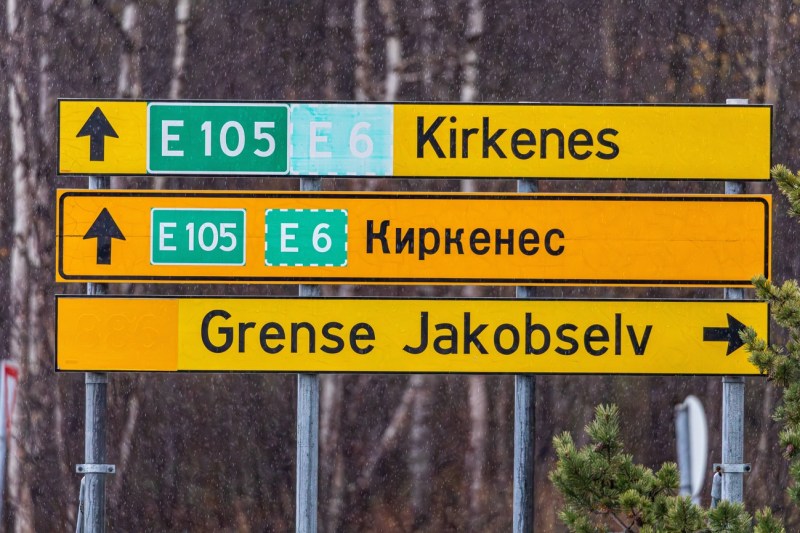 E 105 E 6 Kirkenes
E 105 E 6 Киркенес
Grense Jakobselv